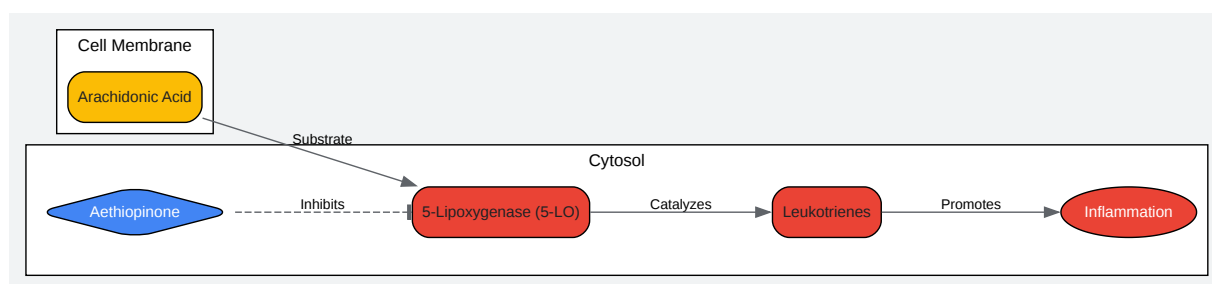 Cell Membrane
Arachidonic Acid
Substrate
Cytosol
Aethiopinone
Inhibits
5-Lipoxygenase (5-LO)
Catalyzes
Leukotrienes
Promotes
Inflammation